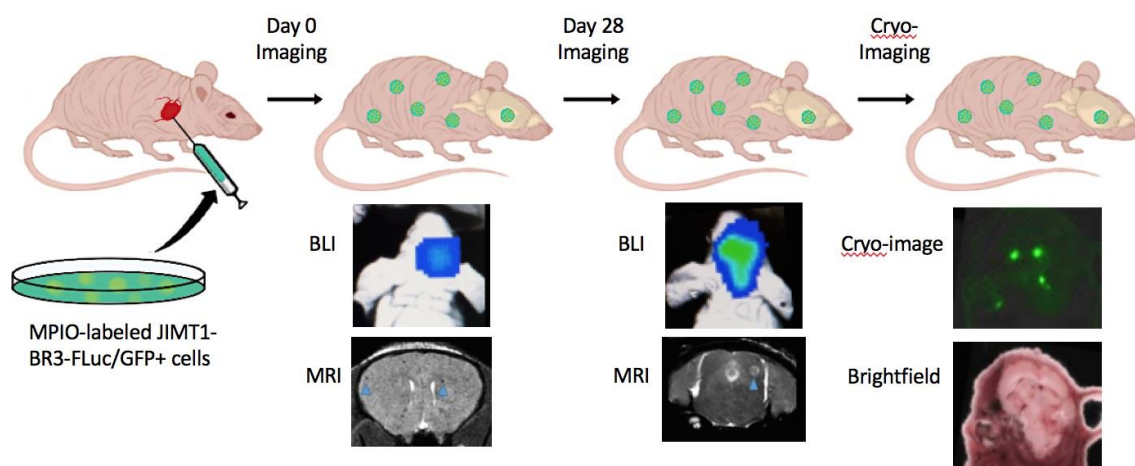 Day 0
Imaging
Day 28
Imaging
Cryo-
Imaging
BLI
BLI
Cryo-image
MPIO-labeled JIMT1-
BR3-FLuc/GFP+ cells
MRI
MRI
Brightfield